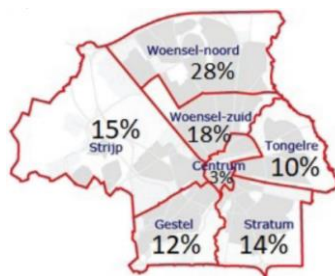 Woensel-noord
28%
Woensel-zuid
18%
15%
Strijp
Tongelre
10%
Centrum
3%
Gestel
12%
Stratum
14%